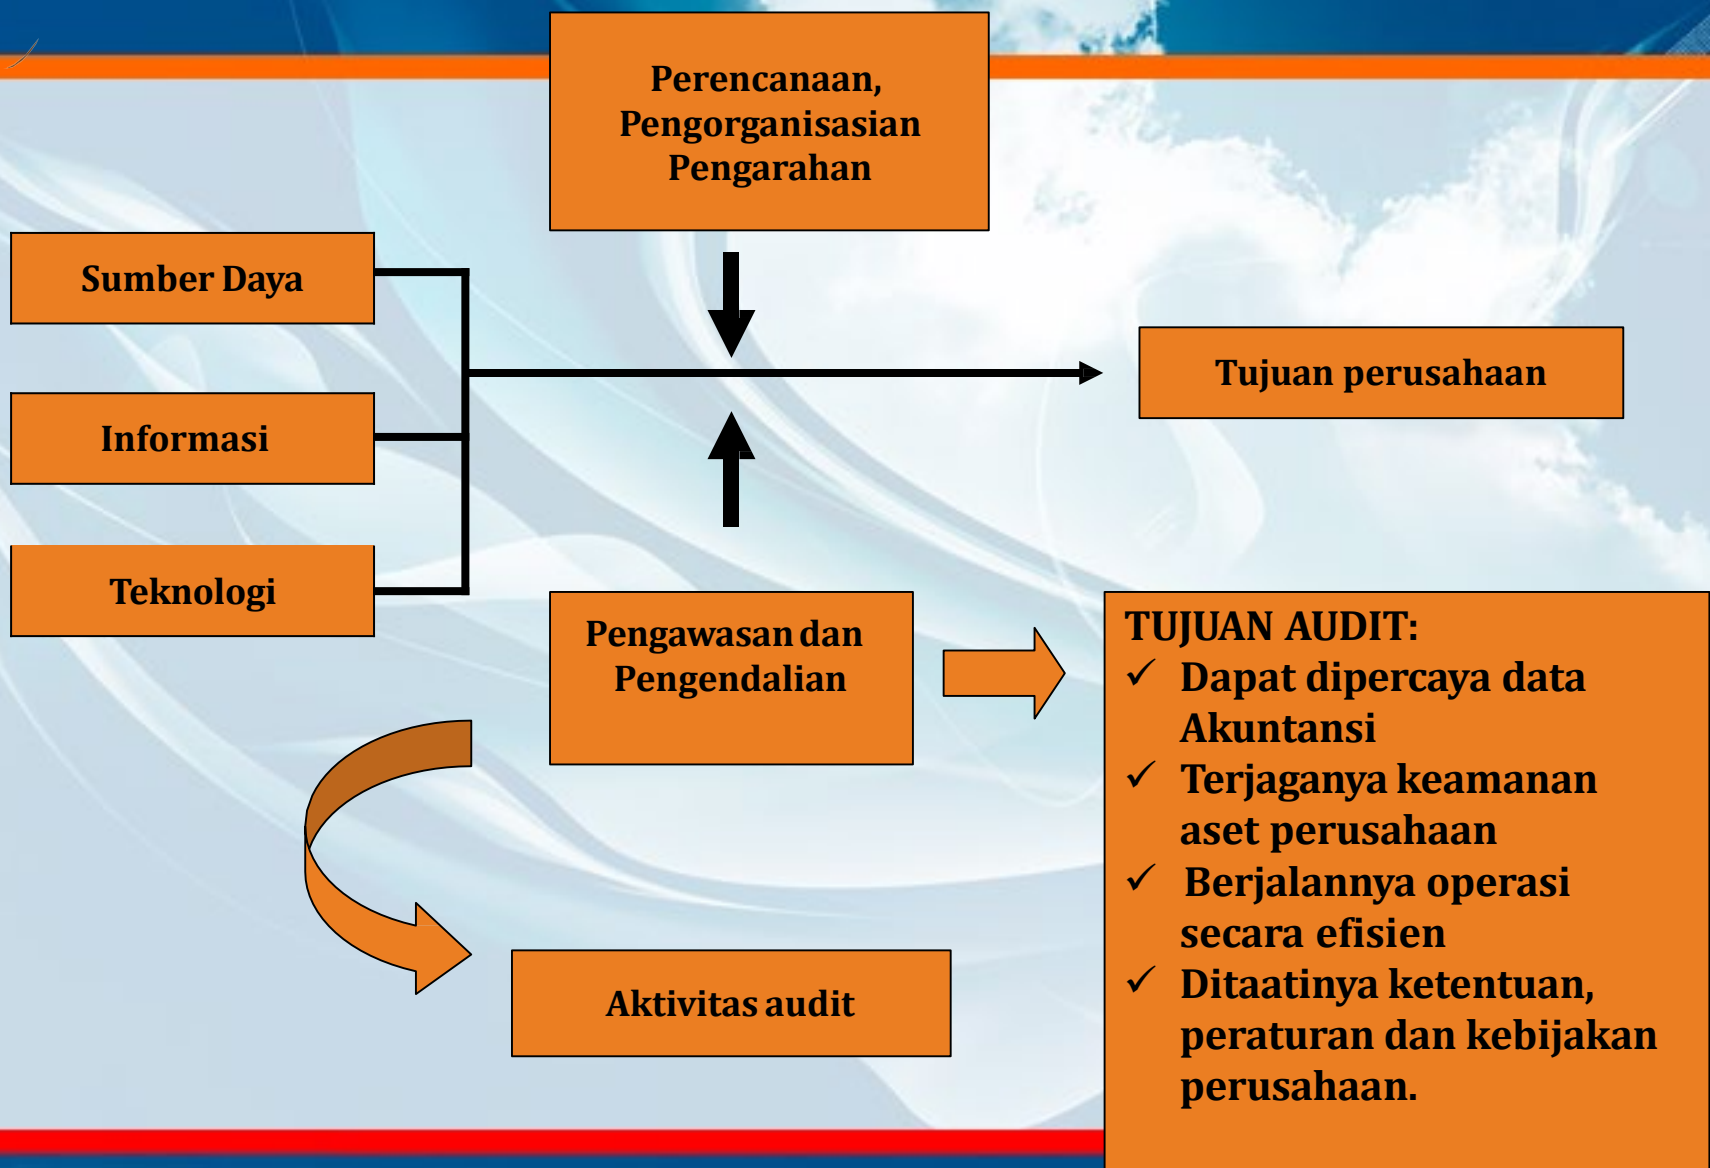 Perencanaan,
Pengorganisasian
Pengarahan
Sumber Daya
Informasi
Teknologi
Tujuan perusahaan
Pengawasan dan
Pengendalian
Aktivitas audit
TUJUAN AUDIT:
✓ Dapat dipercaya data
Akuntansi
✓ Terjaganya keamanan
aset perusahaan
✓ Berjalannya operasi
secara efisien
✓ Ditaatinya ketentuan,
peraturan dan kebijakan
perusahaan.